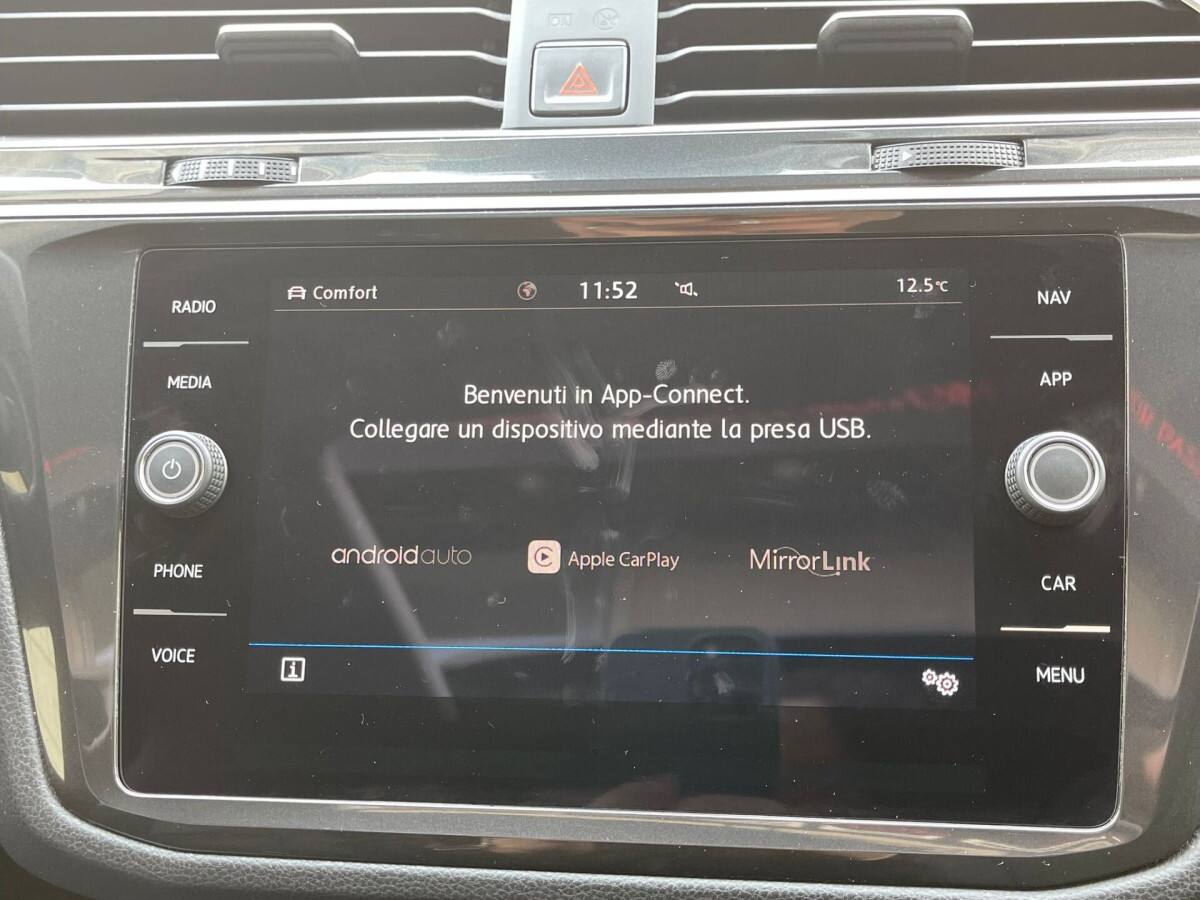 Comfort
11:52
12.5°C
RADIO
MEDIA
PHONE
VOICE
NAV
APP
CAR
MENU
Benvenuti in App-Connect.
Collegare un dispositivo mediante la presa USB.
androidauto
Apple CarPlay
MirrorLink
i